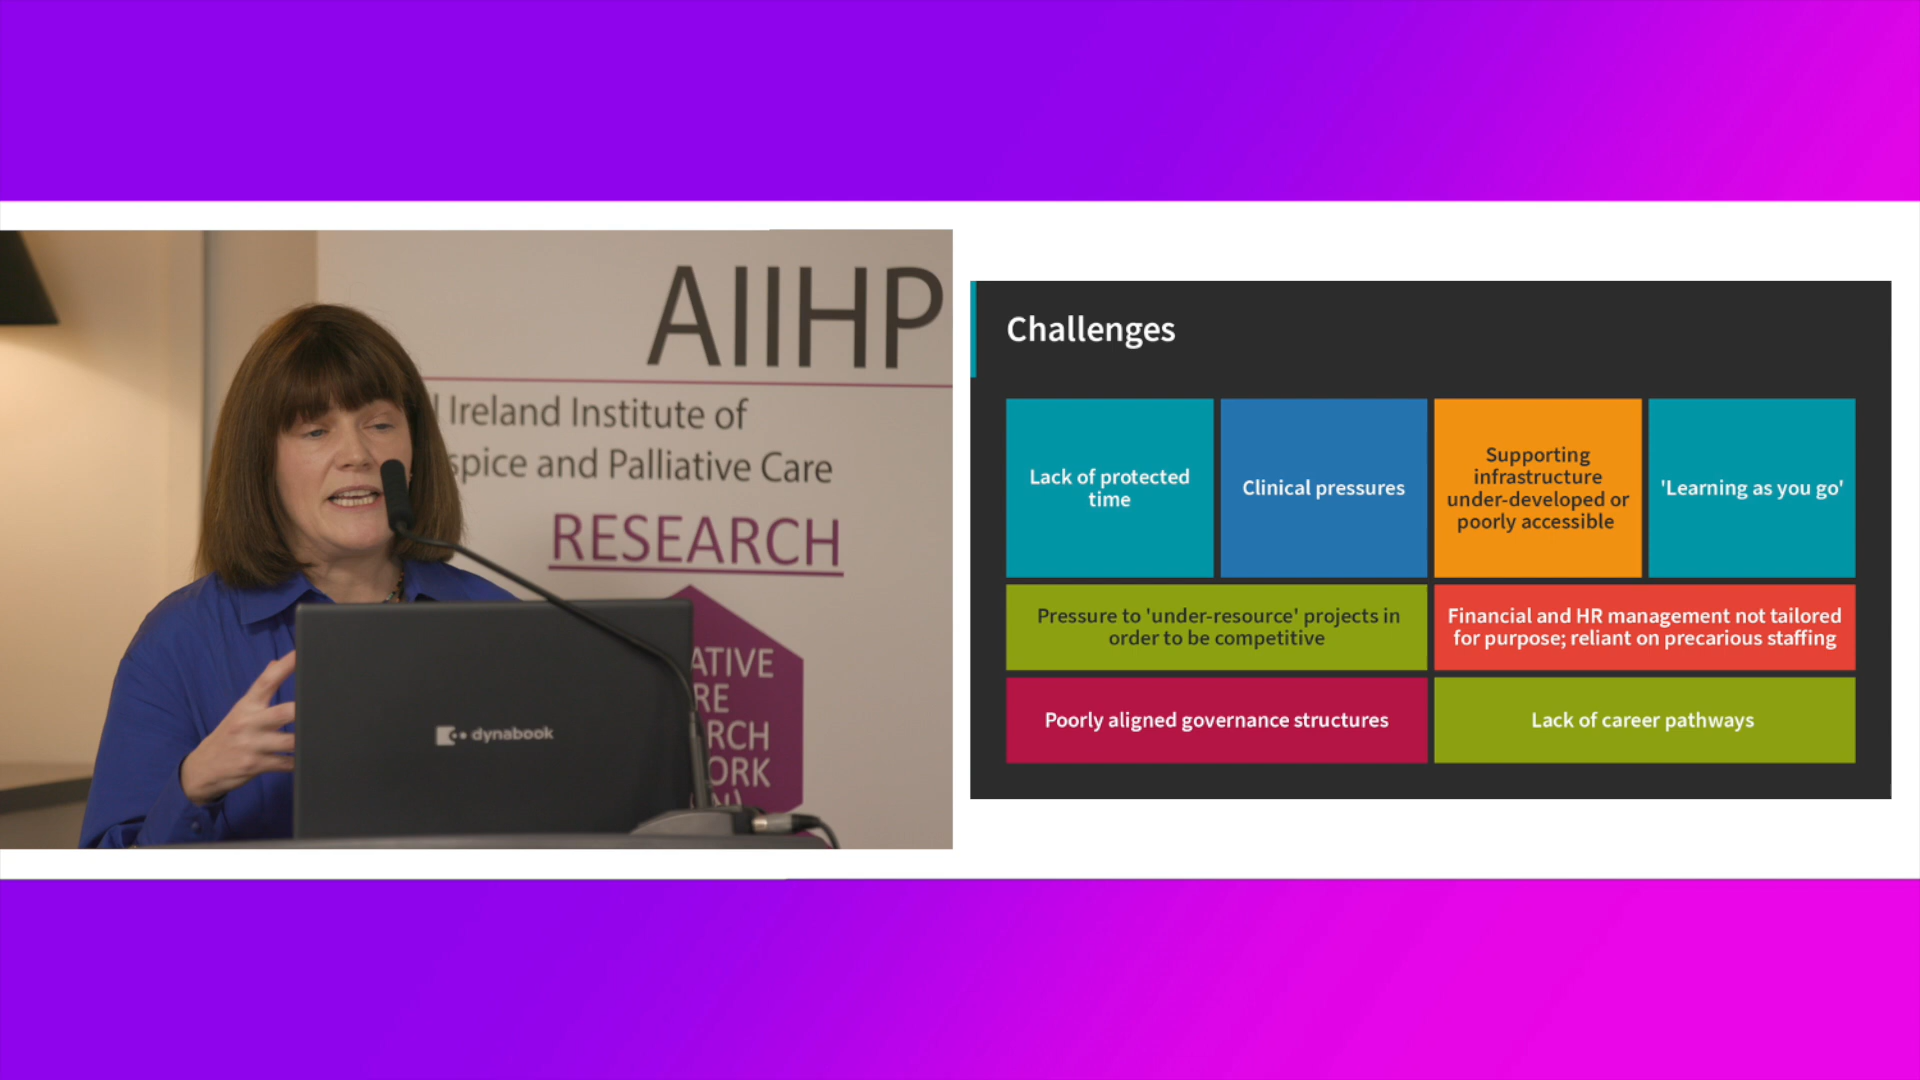 AIIHP
Ireland Institute of
spice and Palliative Care
RESEARCH
ATIVE
RE
RCH
ORK
dynabook
Challenges
Lack of protected
time
Clinical pressures
Supporting
infrastructure
under-developed or
poorly accessible
'Learning as you go'
Pressure to 'under-resource' projects in
order to be competitive
Financial and HR management not tailored
for purpose; reliant on precarious staffing
Poorly aligned governance structures
Lack of career pathways